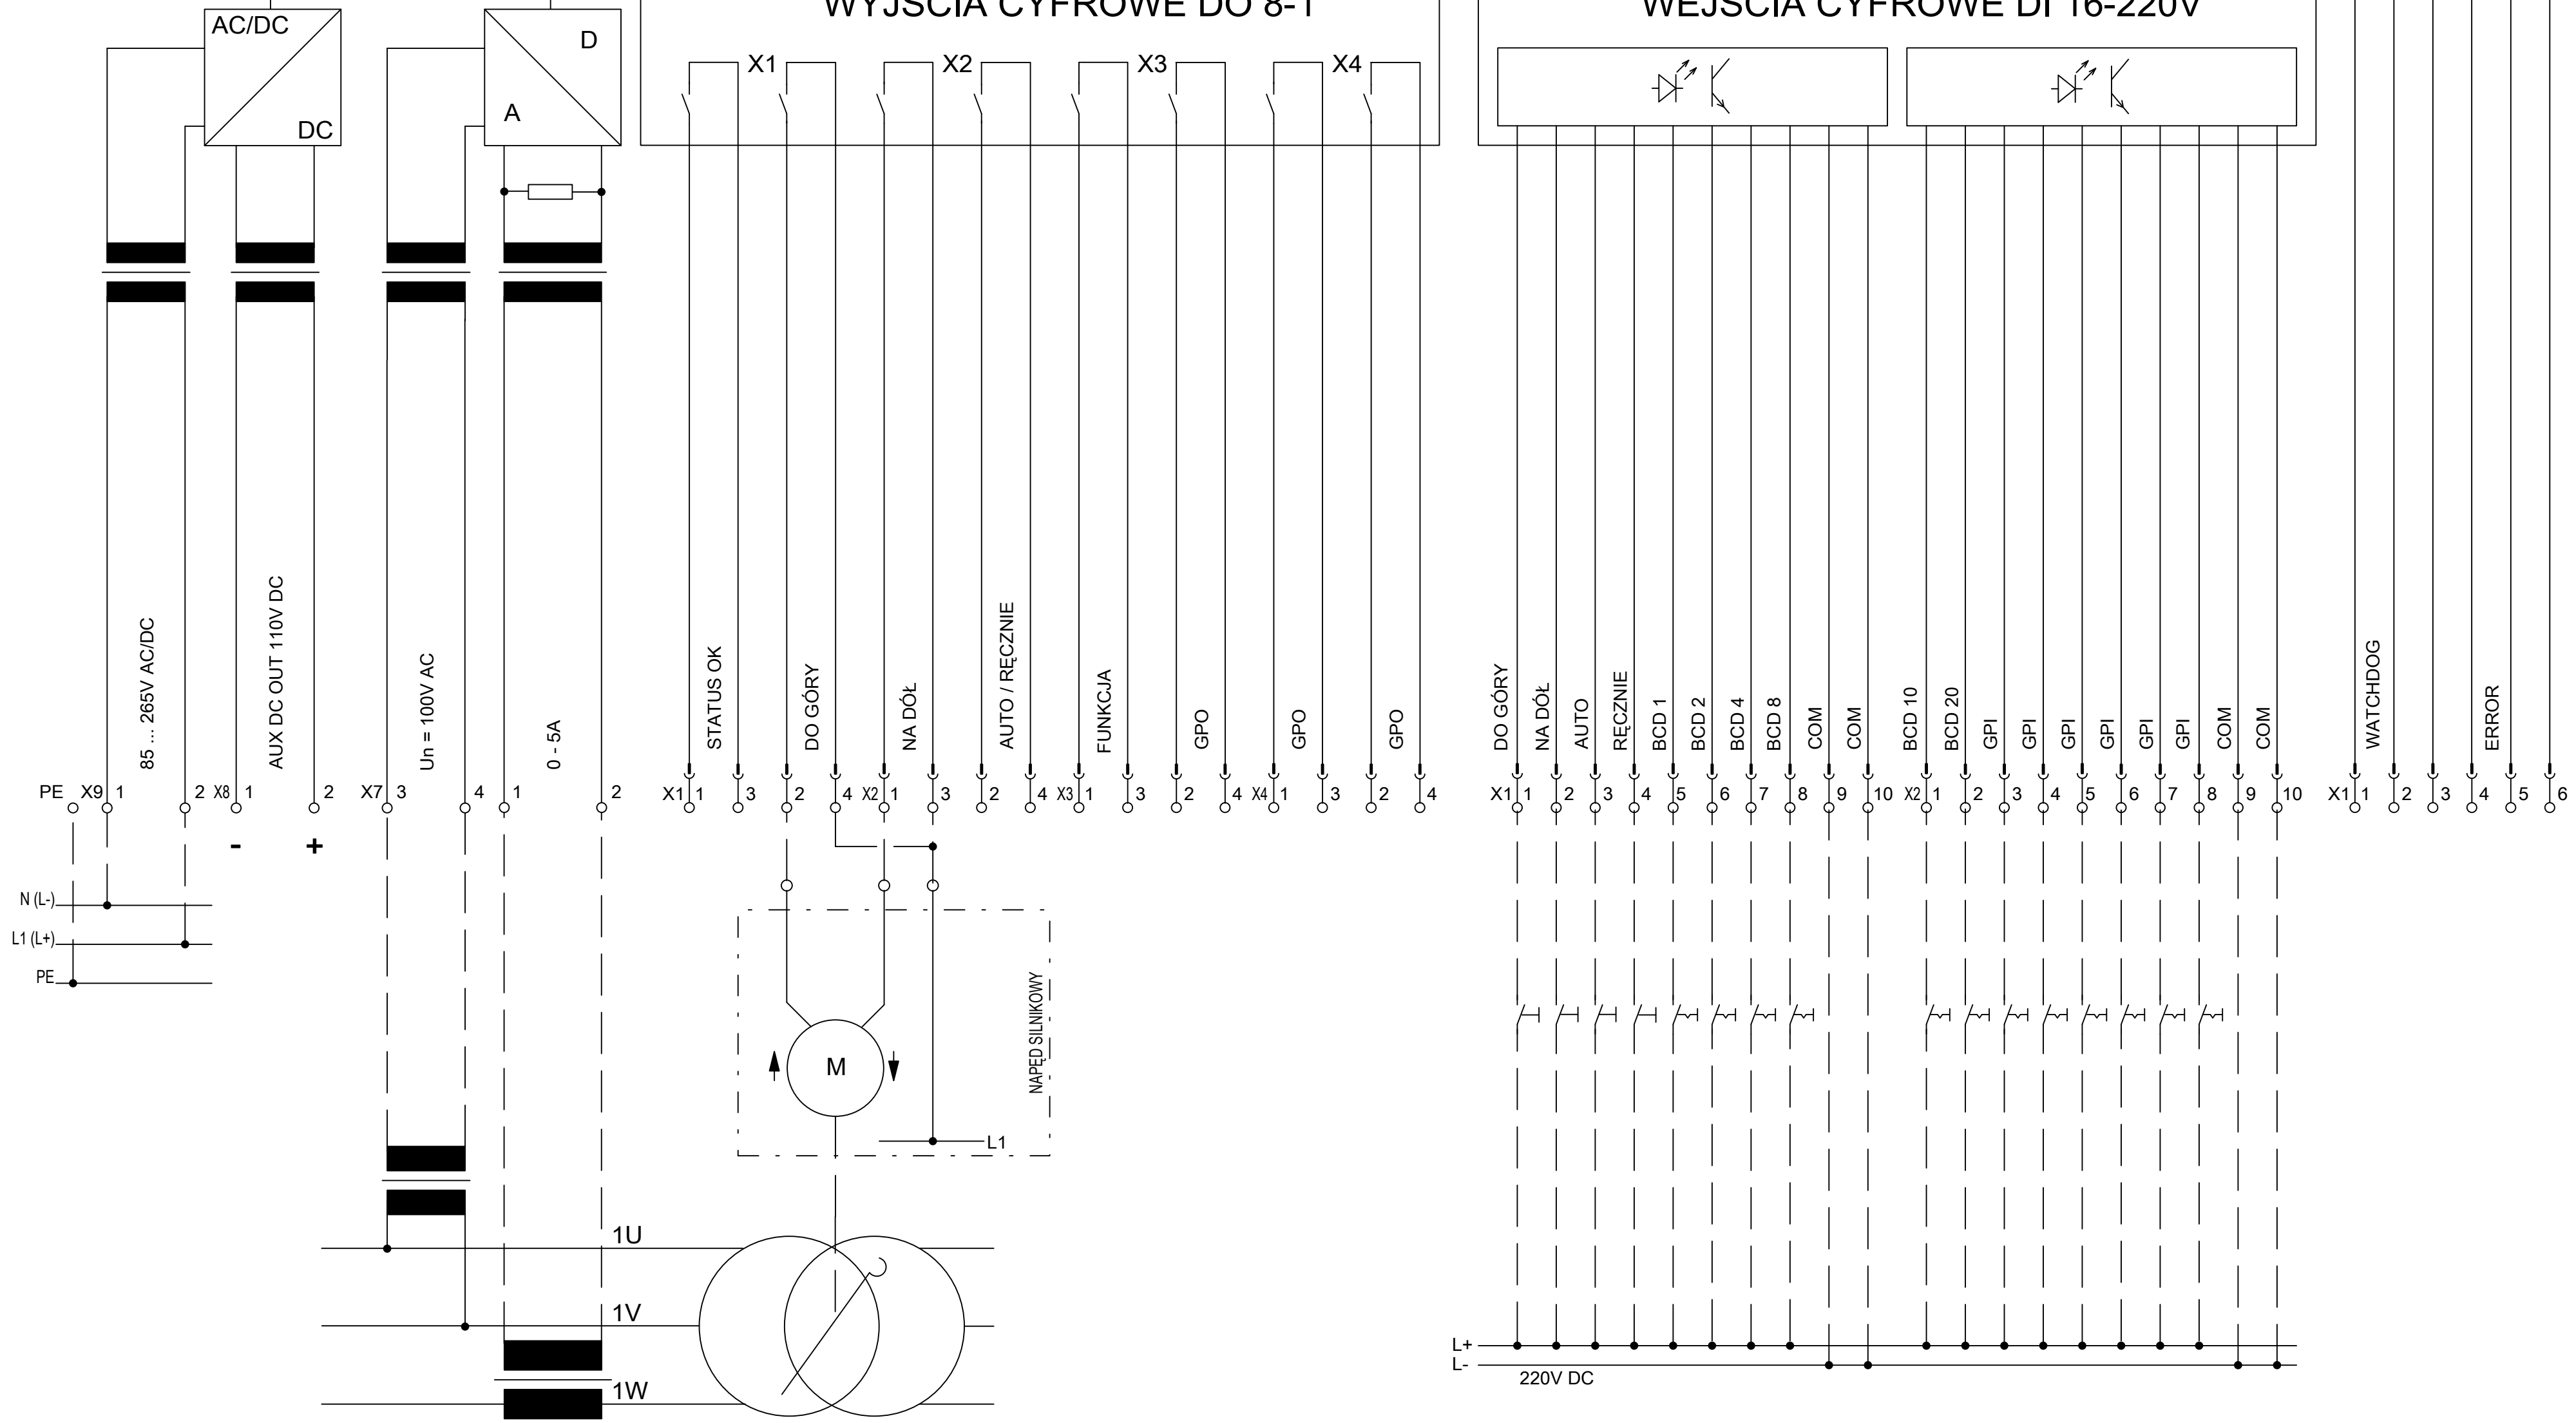 WYJŚCIA CYFROWE DO 8-1
WEJŚCIA CYFROWE DI 16-220V
AC/DC
DC
D
A
X1
X2
X3
X4
85 ... 265V AC/DC
AUX DC OUT 110V DC
Un = 100V AC
0 - 5A
STATUS OK
DO GÓRY
NA DÓŁ
AUTO / RĘCZNIE
FUNKCJA
GPO
GPO
GPO
DO GÓRY
NA DÓŁ
AUTO
RĘCZNIE
BCD 1
BCD 2
BCD 4
BCD 8
COM
COM
BCD 10
BCD 20
GPI
GPI
GPI
GPI
GPI
GPI
COM
COM
WATCHDOG
ERROR
PE X9 1 2 X8 1 2 X7 3 4 1 2
X1 1 3 2 4 X2 1 3 2 4 X3 1 3 2 4 X4 1 3 2 4
X1 1 2 3 4 5 6 7 8 9 10 X2 1 2 3 4 5 6 7 8 9 10
X1 1 2 3 4 5 6
- +
N (L-)
L1 (L+)
PE
NAPĘD SILNIKOWY
M
L1
1U
1V
1W
L+
L-
220V DC